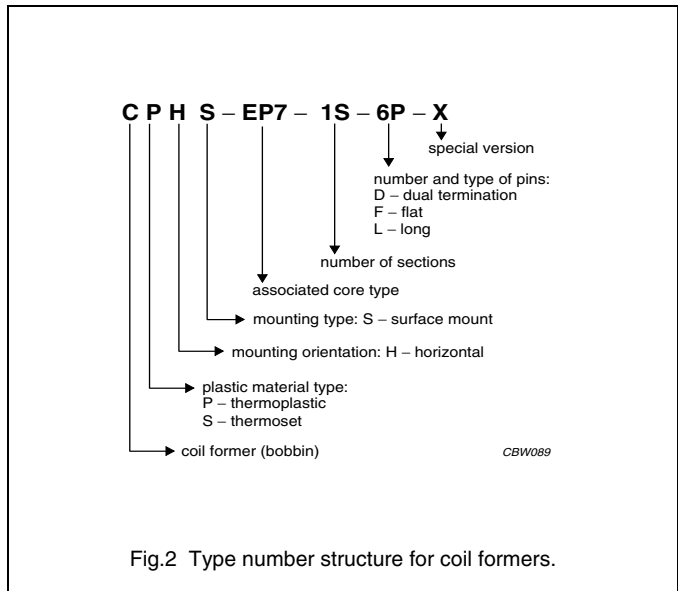 C P H S – EP7 – 1S – 6P – X
special version
number and type of pins:
D – dual termination
F – flat
L – long
number of sections
associated core type
mounting type: S – surface mount
mounting orientation: H – horizontal
plastic material type:
P – thermoplastic
S – thermoset
coil former (bobbin)
CBW089
Fig.2 Type number structure for coil formers.